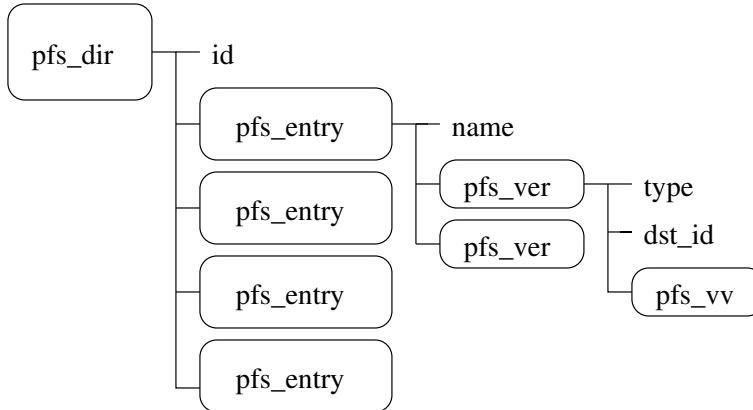 pfs_dir
id
pfs_entry
name
pfs_ver
type
pfs_entry
pfs_ver
dst_id
pfs_entry
pfs_vv
pfs_entry